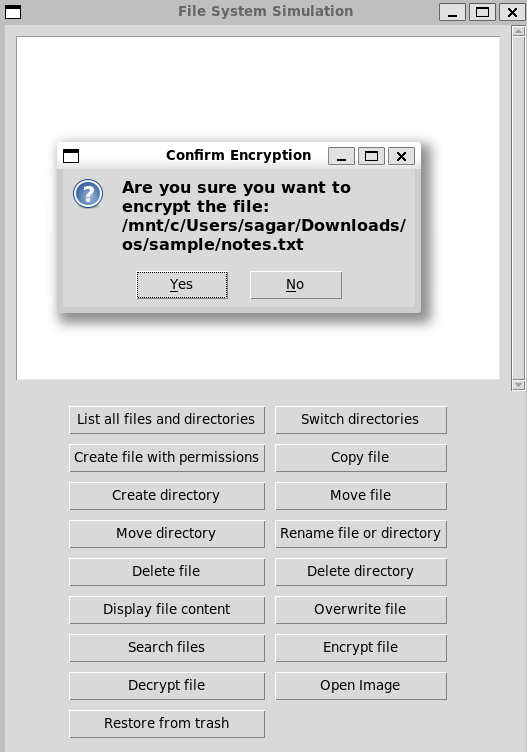 File System Simulation
Confirm Encryption
Are you sure you want to
encrypt the file:
/mnt/c/Users/sagar/Downloads/
os/sample/notes.txt
Yes No
List all files and directories Switch directories
Create file with permissions Copy file
Create directory Move file
Move directory Rename file or directory
Delete file Delete directory
Display file content Overwrite file
Search files Encrypt file
Decrypt file Open Image
Restore from trash